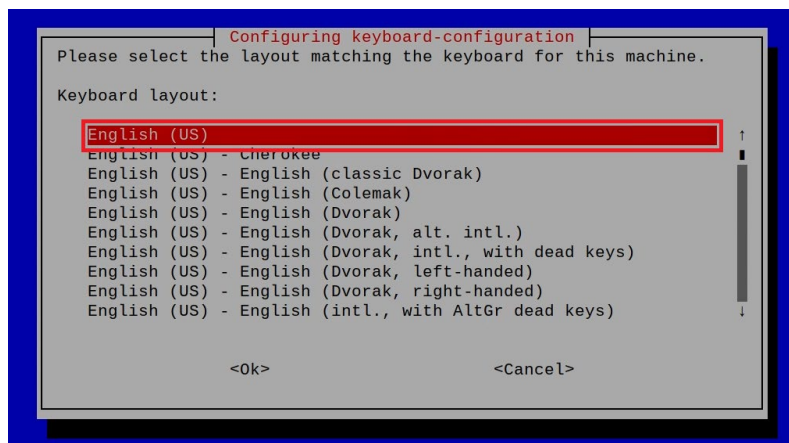 Configuring keyboard-configuration
Please select the layout matching the keyboard for this machine.
Keyboard layout:
English (US)
English (US) - Cherokee
English (US) - English (classic Dvorak)
English (US) - English (Colemak)
English (US) - English (Dvorak)
English (US) - English (Dvorak, alt. intl.)
English (US) - English (Dvorak, intl., with dead keys)
English (US) - English (Dvorak, left-handed)
English (US) - English (Dvorak, right-handed)
English (US) - English (intl., with AltGr dead keys)
<Ok> <Cancel>